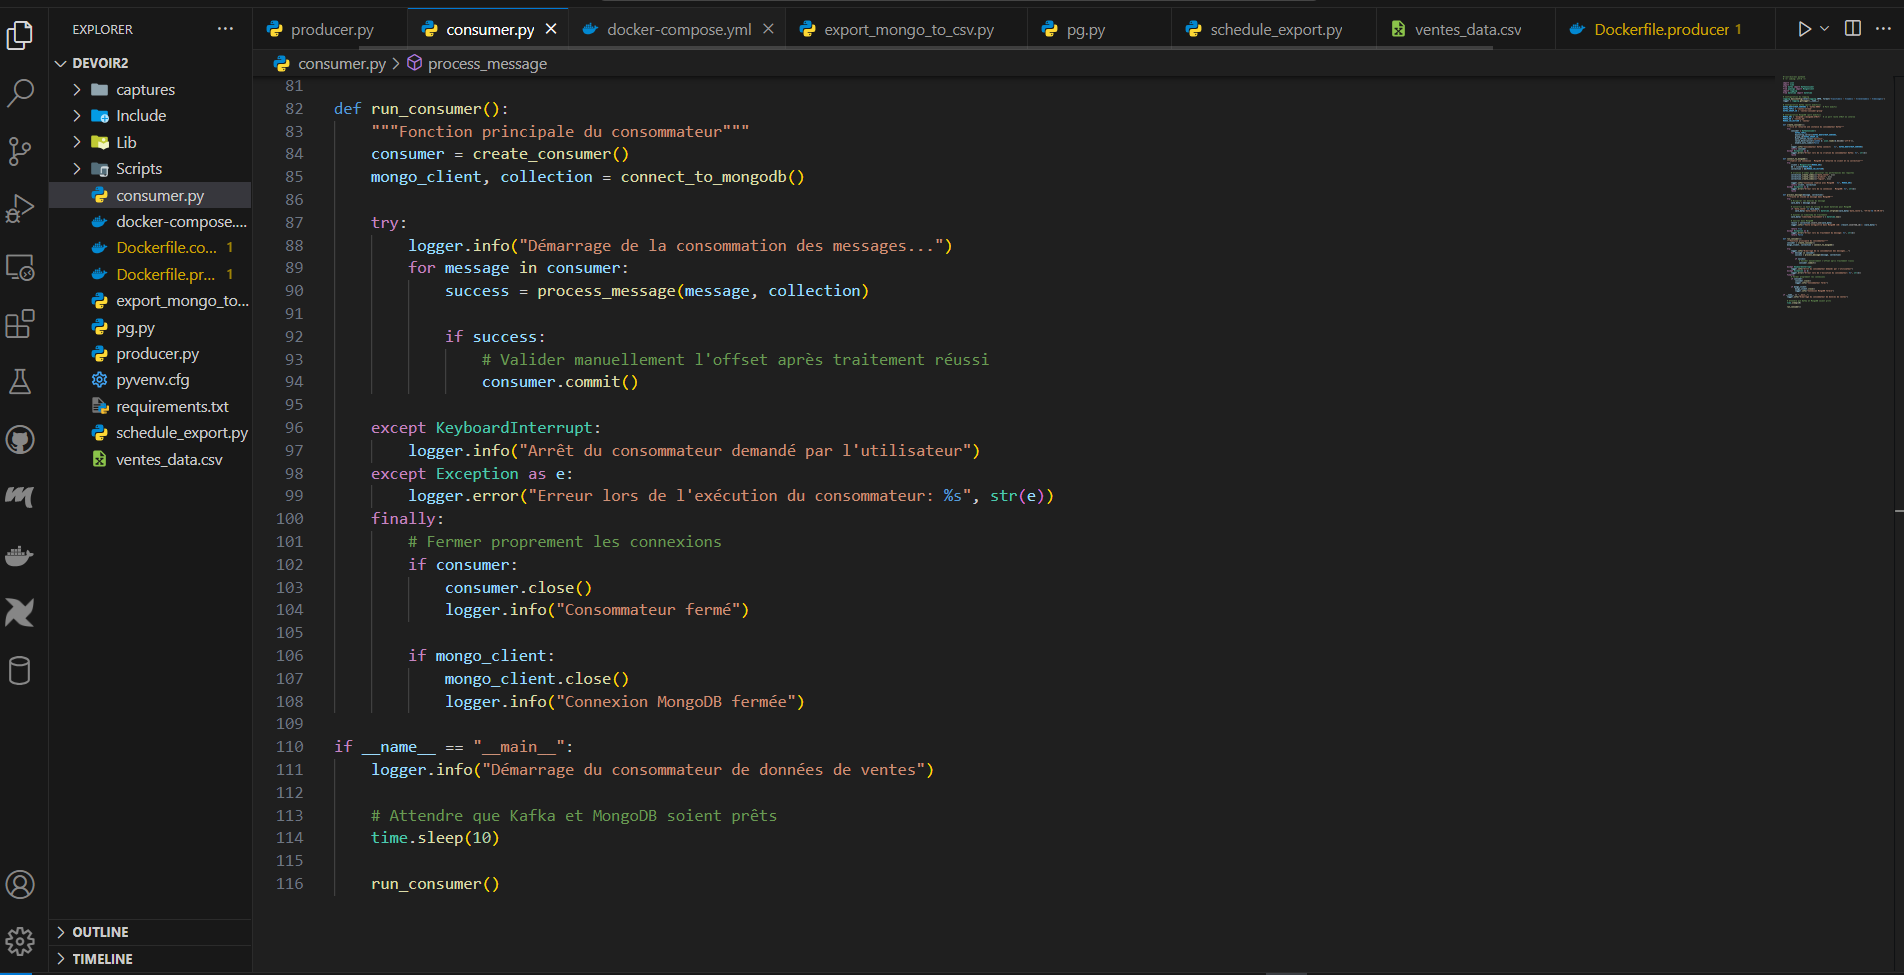 EXPLORER
DEVOIR2
captures
Include
Lib
Scripts
consumer.py
docker-compose....
Dockerfile.co... 1
Dockerfile.pr... 1
export_mongo_to...
pg.py
producer.py
pyvenv.cfg
requirements.txt
schedule_export.py
ventes_data.csv
OUTLINE
TIMELINE
producer.py
consumer.py
docker-compose.yml
export_mongo_to_csv.py
pg.py
schedule_export.py
ventes_data.csv
Dockerfile.producer 1
consumer.py > process_message
81
82 def run_consumer():
83     """Fonction principale du consommateur"""
84     consumer = create_consumer()
85     mongo_client, collection = connect_to_mongodb()
86
87     try:
88         logger.info("Démarrage de la consommation des messages...")
89         for message in consumer:
90             success = process_message(message, collection)
91
92             if success:
93                 # Valider manuellement l'offset après traitement réussi
94                 consumer.commit()
95
96     except KeyboardInterrupt:
97         logger.info("Arrêt du consommateur demandé par l'utilisateur")
98     except Exception as e:
99         logger.error("Erreur lors de l'exécution du consommateur: %s", str(e))
100     finally:
101         # Fermer proprement les connexions
102         if consumer:
103             consumer.close()
104             logger.info("Consommateur fermé")
105
106         if mongo_client:
107             mongo_client.close()
108             logger.info("Connexion MongoDB fermée")
109
110 if __name__ == "__main__":
111     logger.info("Démarrage du consommateur de données de ventes")
112
113     # Attendre que Kafka et MongoDB soient prêts
114     time.sleep(10)
115
116     run_consumer()